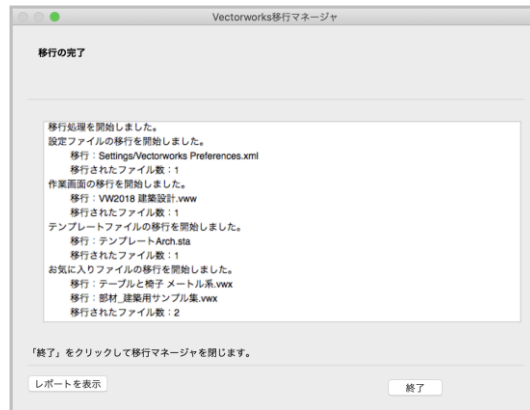 Vectorworks移行マネージャ
移行の完了
移行処理を開始しました。
設定ファイルの移行を開始しました。
移行：Settings/Vectorworks Preferences.xml
移行されたファイル数：1
作業画面の移行を開始しました。
移行：VW2018 建築設計.vww
移行されたファイル数：1
テンプレートファイルの移行を開始しました。
移行：テンプレートArch.sta
移行されたファイル数：1
お気に入りファイルの移行を開始しました。
移行：テーブルと椅子 メートル系.vwx
移行：部材_建築用サンプル集.vwx
移行されたファイル数：2
「終了」をクリックして移行マネージャを閉じます。
レポートを表示
終了